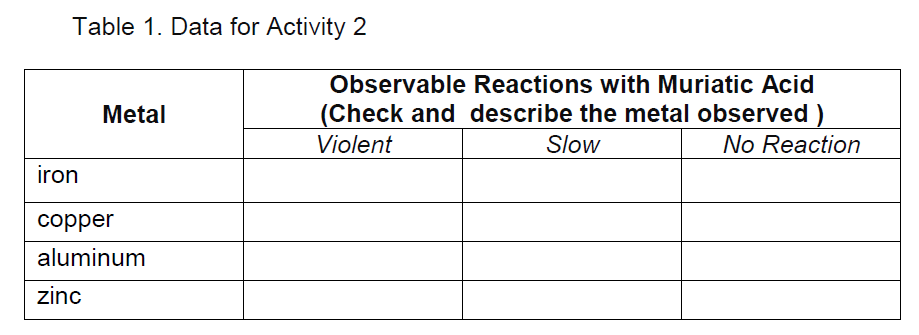 Table 1. Data for Activity 2
Metal
Observable Reactions with Muriatic Acid
(Check and describe the metal observed )
Violent
Slow
No Reaction
iron
copper
aluminum
zinc